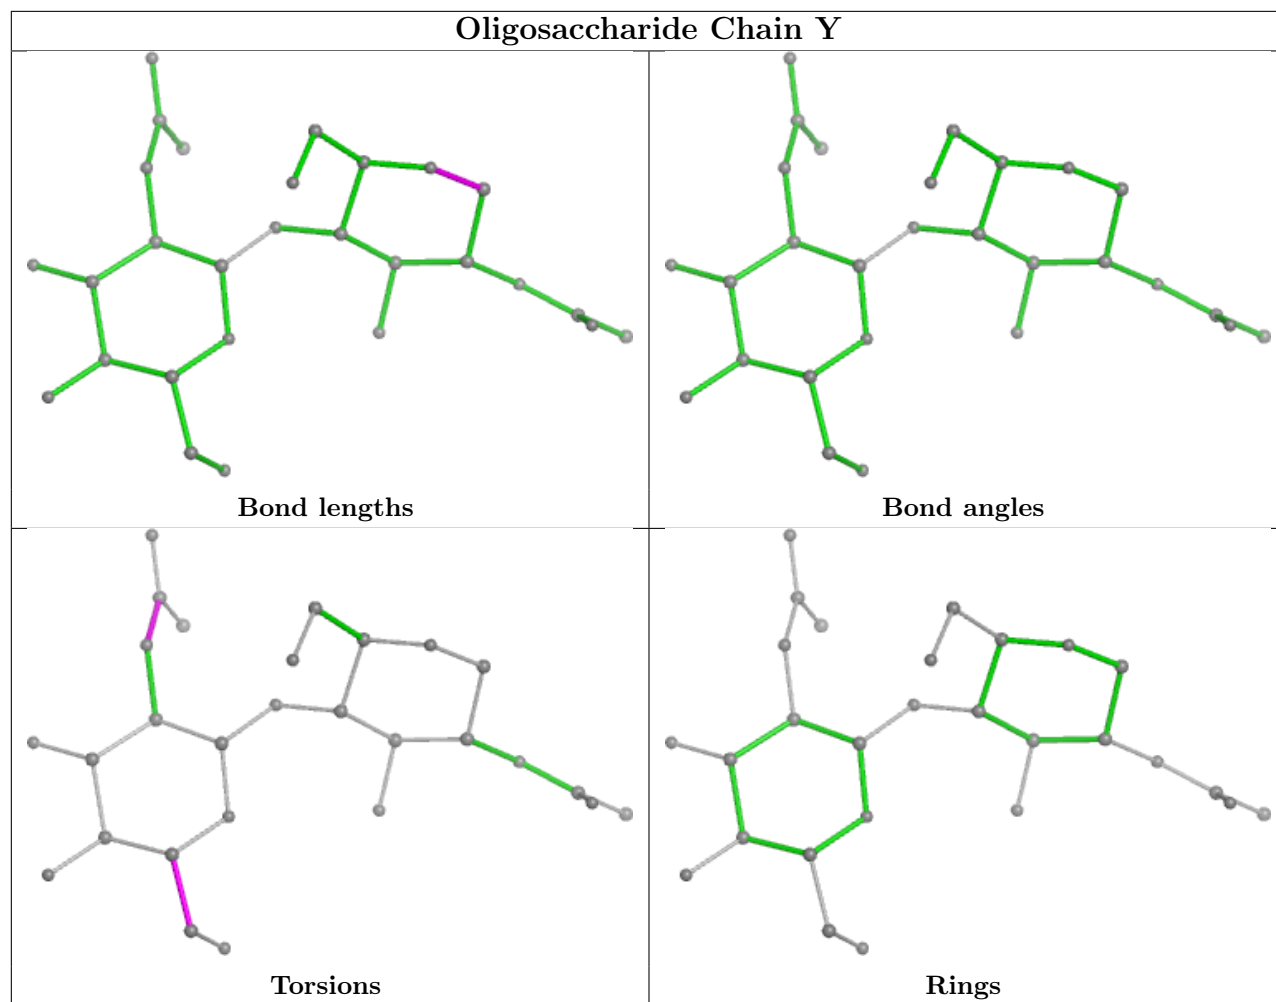 Oligosaccharide Chain Y
Bond lengths
Bond angles
Torsions
Rings